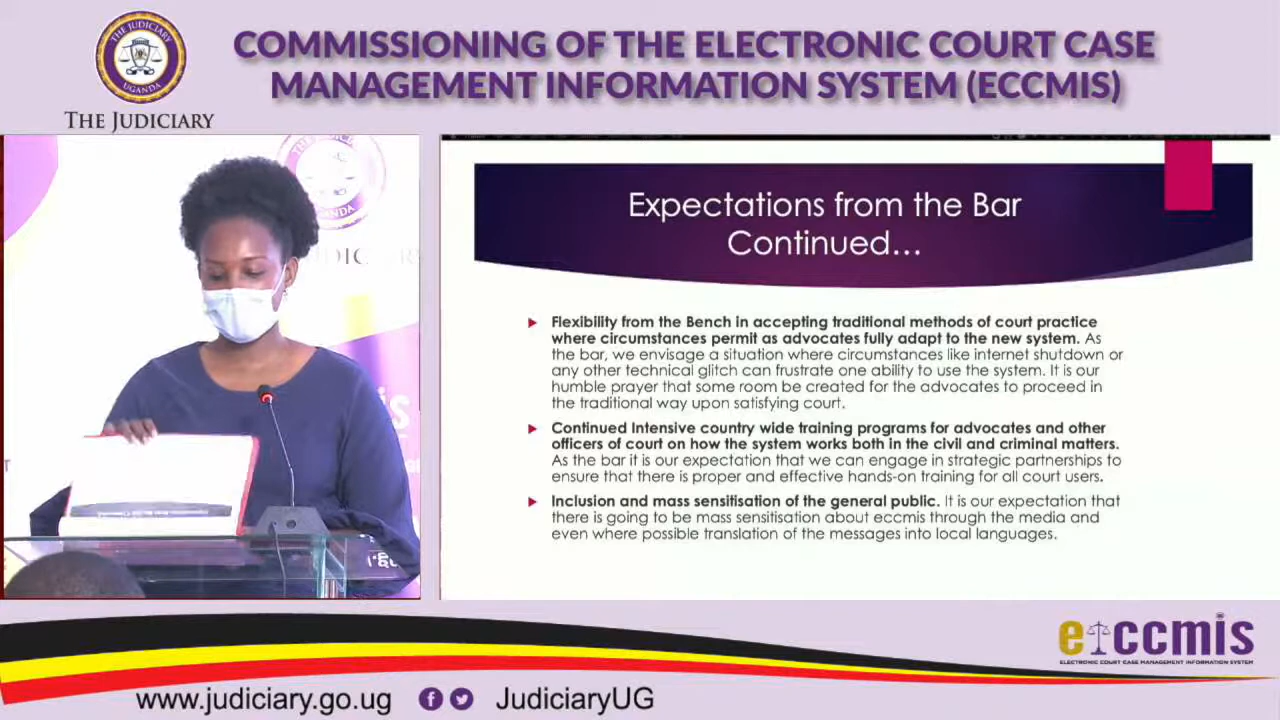 THE JUDICIARY
UGANDA
THE JUDICIARY
COMMISSIONING OF THE ELECTRONIC COURT CASE
MANAGEMENT INFORMATION SYSTEM (ECCMIS)
Expectations from the Bar
Continued...
Flexibility from the Bench in accepting traditional methods of court practice
where circumstances permit as advocates fully adapt to the new system. As
the bar, we envisage a situation where circumstances like internet shutdown or
any other technical glitch can frustrate one ability to use the system. It is our
humble prayer that some room be created for the advocates to proceed in
the traditional way upon satisfying court.
Continued Intensive country wide training programs for advocates and other
officers of court on how the system works both in the civil and criminal matters.
As the bar it is our expectation that we can engage in strategic partnerships to
ensure that there is proper and effective hands-on training for all court users.
Inclusion and mass sensitisation of the general public. It is our expectation that
there is going to be mass sensitisation about eccmis through the media and
even where possible translation of the messages into local languages.
eccmis
ELECTRONIC COURT CASE MANAGEMENT INFORMATION SYSTEM
www.judiciary.go.ug JudiciaryUG